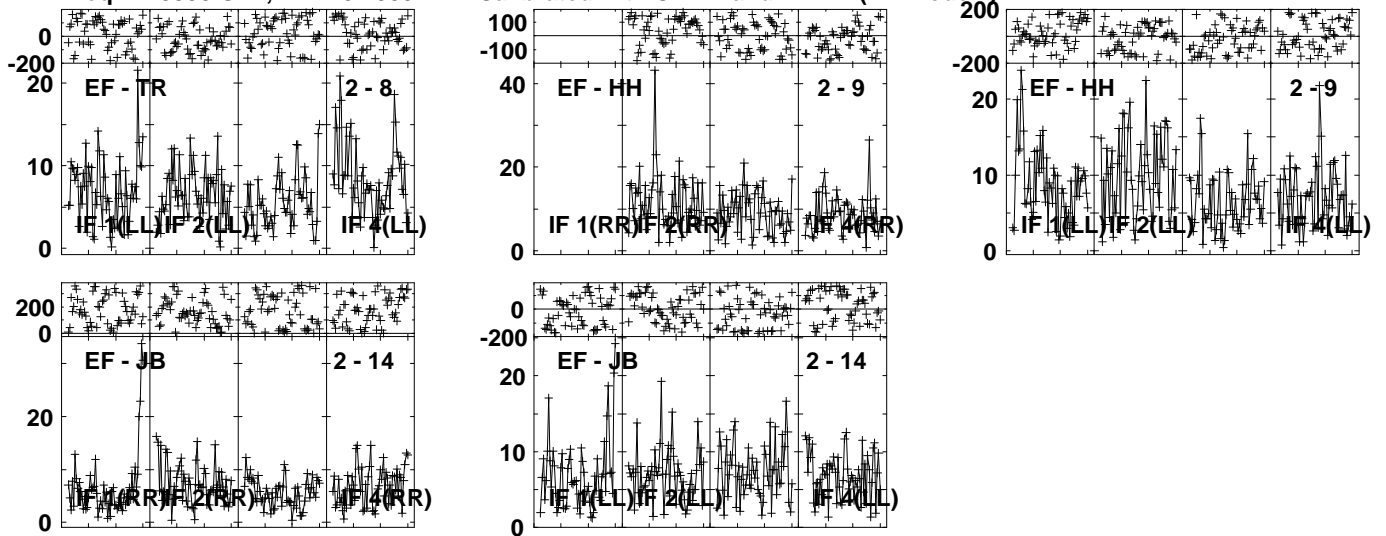 100
200
0
0
-100
-200
-200
20
EF - TR
2 - 8
40
EF - HH
2 - 9
20
EF - HH
2 - 9
10
20
10
IF 1(LL)
IF 2(LL)
IF 4(LL)
IF 1(RR)
IF 2(RR)
IF 4(RR)
IF 1(LL)
IF 2(LL)
IF 4(LL)
0
0
0
200
0
0
-200
EF - JB
2 - 14
EF - JB
2 - 14
20
20
10
IF 1(RR)
IF 2(RR)
IF 4(RR)
IF 1(LL)
IF 2(LL)
IF 4(LL)
0
0